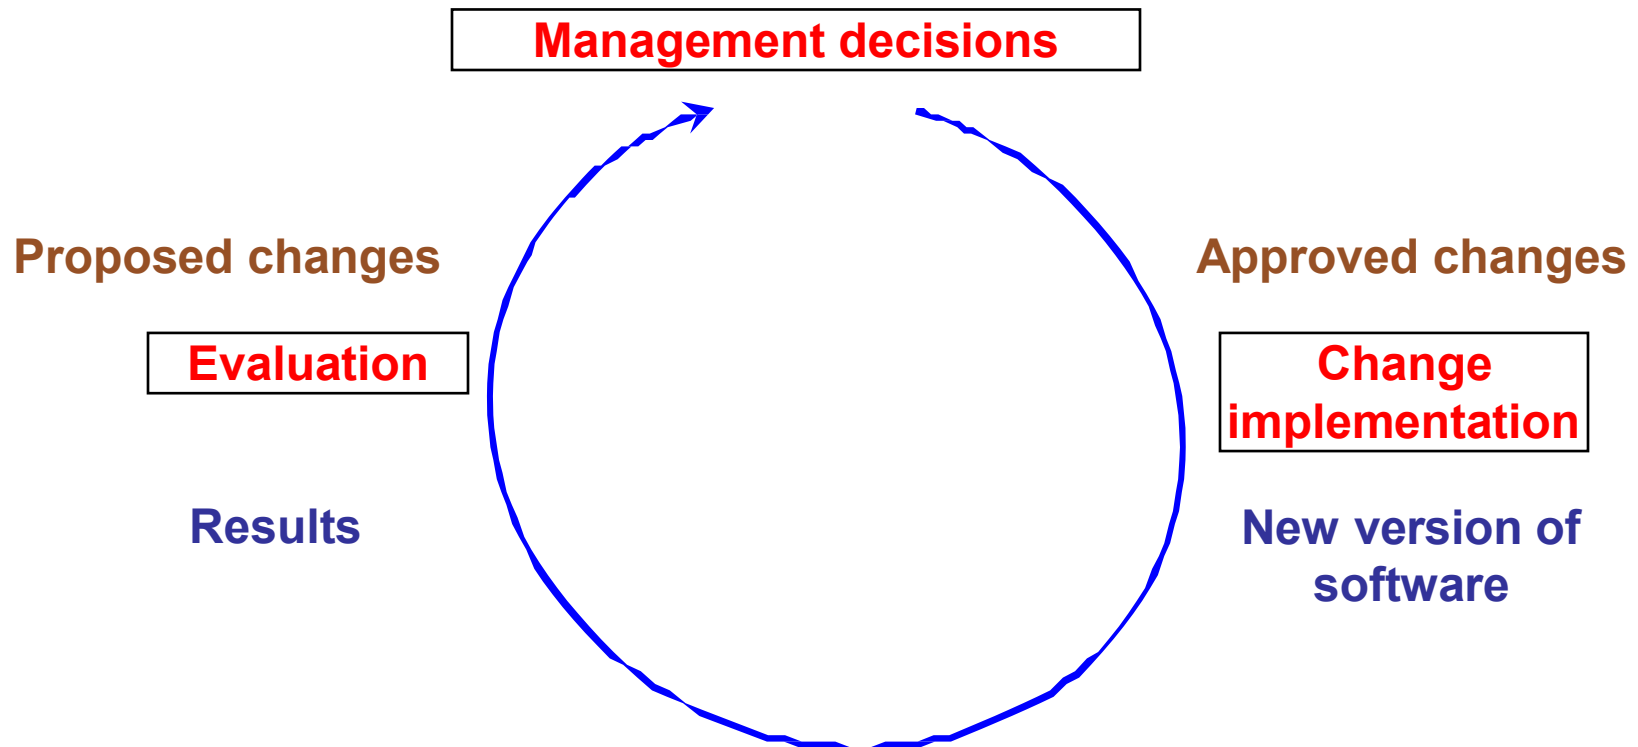 Management decisions
Proposed changes
Approved changes
Evaluation
Change
implementation
Results
New version of
software